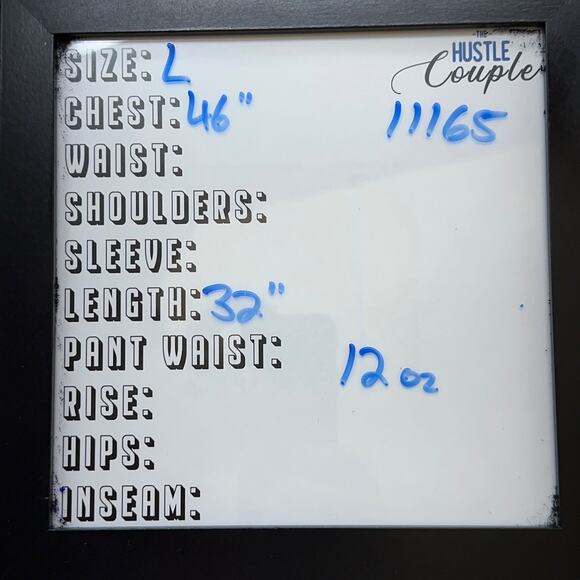 -THE-
HUSTLE
Couple
SIZE: L
CHEST: 46"
11165
WAIST:
SHOULDERS:
SLEEVE:
LENGTH: 32"
PANT WAIST:
12 oz
RISE:
HIPS:
INSEAM: